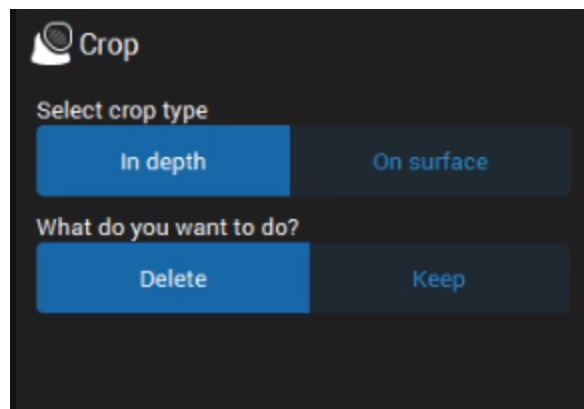 Crop
Select crop type
In depth On surface
What do you want to do?
Delete Keep